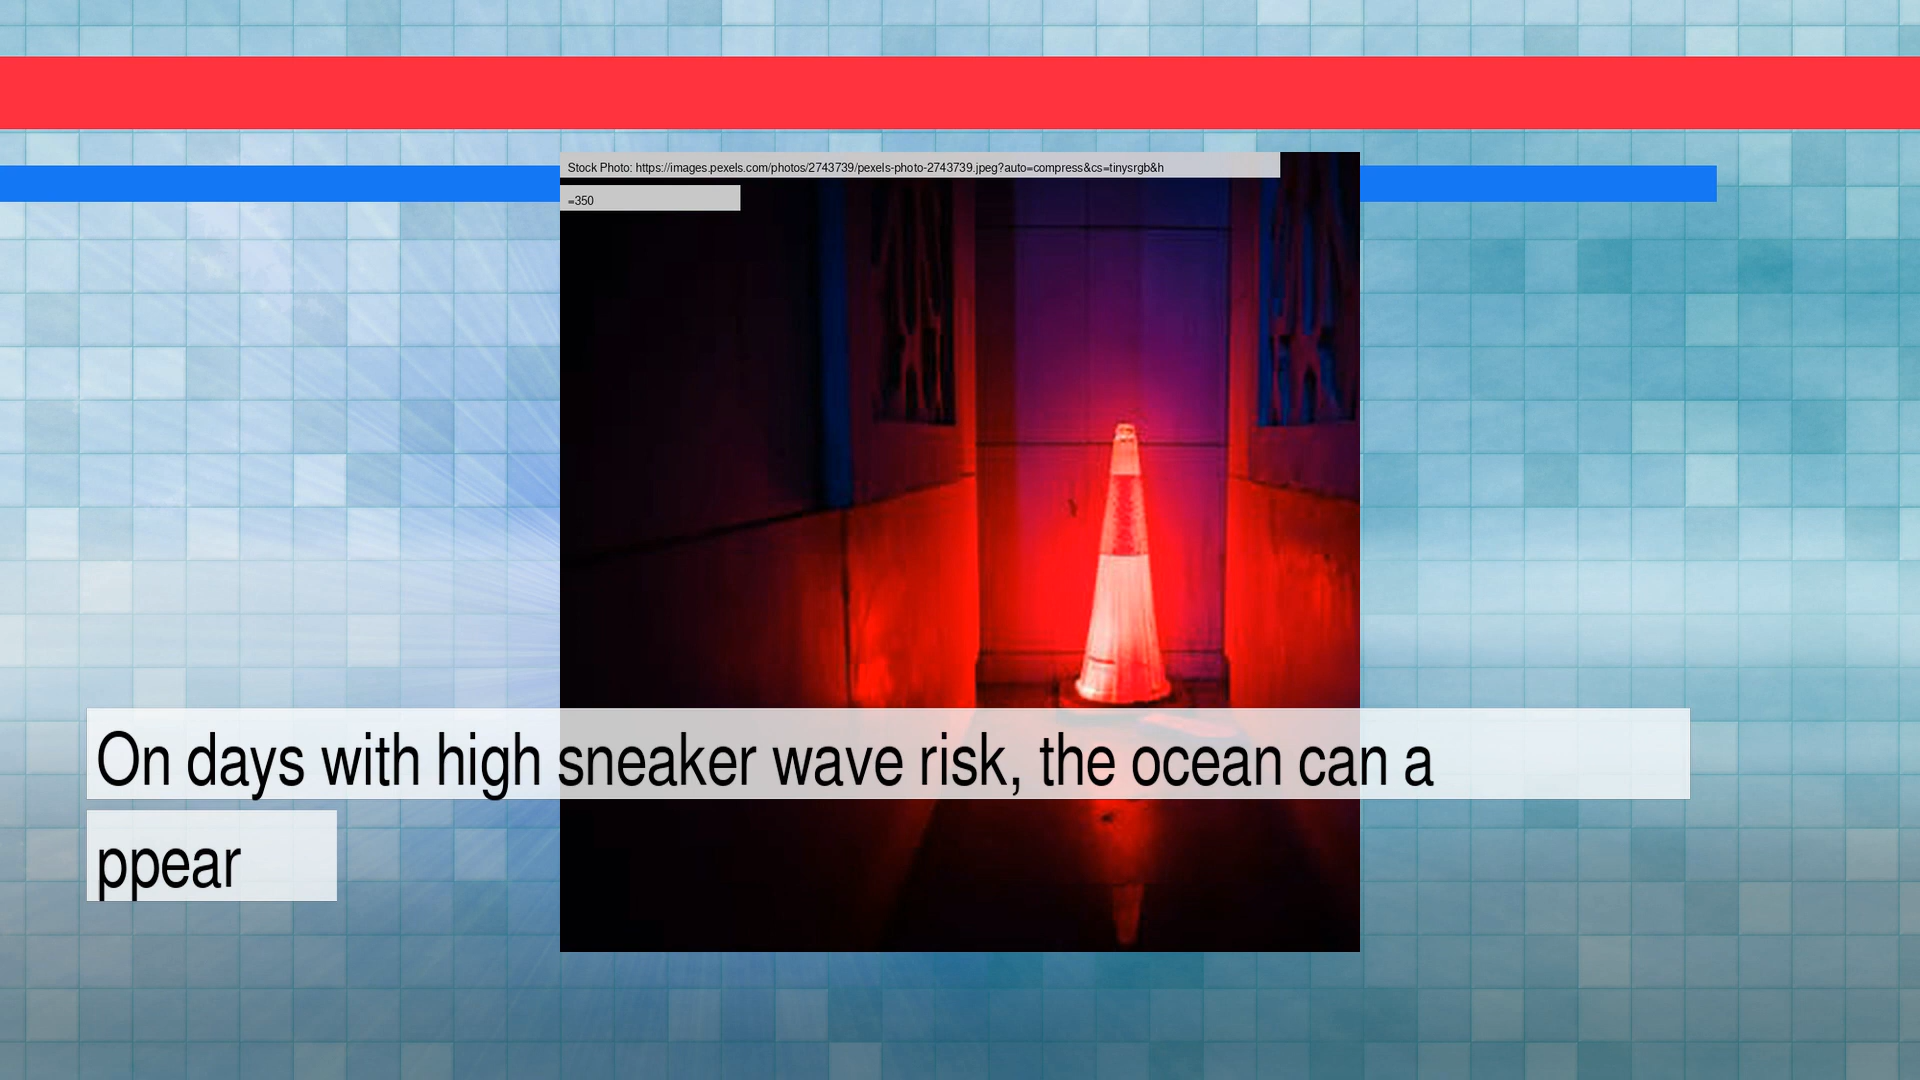 Stock Photo: https://images.pexels.com/photos/2743739/pexels-photo-2743739.jpeg?auto=compress&cs=tinysrgb&h
=350
On days with high sneaker wave risk, the ocean can a
ppear